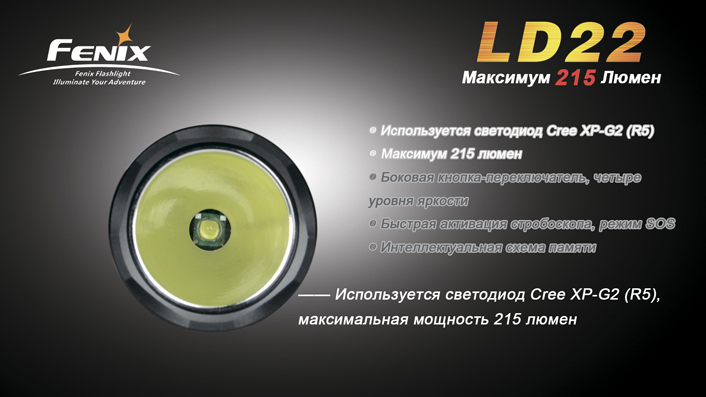 FENIX
Fenix Flashlight
Illuminate Your Adventure
LD22
Максимум 215 Люмен
Используется светодиод Cree XP-G2 (R5)
Максимум 215 люмен
Боковая кнопка-переключатель, четыре
уровня яркости
Быстрая активация стробоскопа, режим SOS
Интеллектуальная схема памяти
—— Используется светодиод Cree XP-G2 (R5),
максимальная мощность 215 люмен